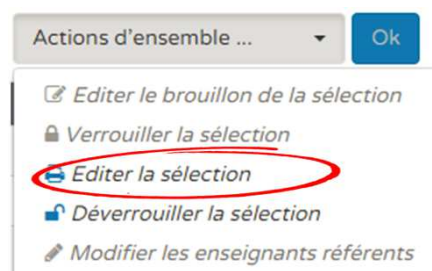 Actions d'ensemble ... Ok
Editer le brouillon de la sélection
Verrouiller la sélection
Editer la sélection
Déverrouiller la sélection
Modifier les enseignants référents